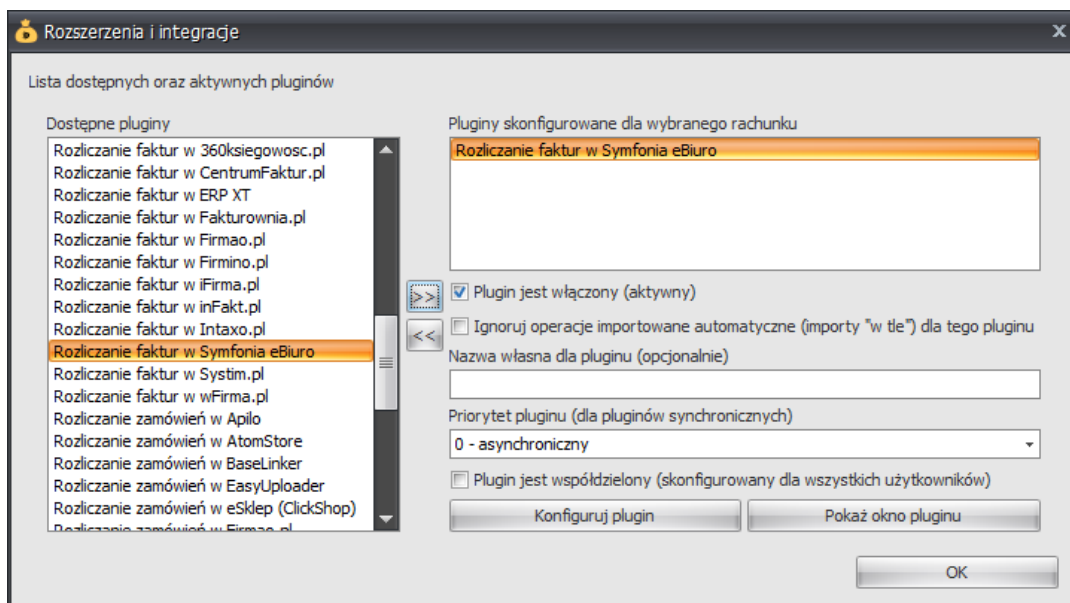 Rozszerzenia i integracje
x
Lista dostępnych oraz aktywnych pluginów
Dostępne pluginy
Rozliczanie faktur w 360ksiegowosc.pl
Rozliczanie faktur w CentrumFaktur.pl
Rozliczanie faktur w ERP XT
Rozliczanie faktur w Fakturownia.pl
Rozliczanie faktur w Firmao.pl
Rozliczanie faktur w Firmino.pl
Rozliczanie faktur w iFirma.pl
Rozliczanie faktur w inFakt.pl
Rozliczanie faktur w Intaxo.pl
Rozliczanie faktur w Symfonia eBiuro
Rozliczanie faktur w Systim.pl
Rozliczanie faktur w wFirma.pl
Rozliczanie zamówień w Apilo
Rozliczanie zamówień w AtomStore
Rozliczanie zamówień w BaseLinker
Rozliczanie zamówień w EasyUploader
Rozliczanie zamówień w eSklep (ClickShop)
Rozliczanie zamówień w Firmao.pl
>>
<<
Pluginy skonfigurowane dla wybranego rachunku
Rozliczanie faktur w Symfonia eBiuro
Plugin jest włączony (aktywny)
Ignoruj operacje importowane automatyczne (importy "w tle") dla tego pluginu
Nazwa własna dla pluginu (opcjonalnie)
Priorytet pluginu (dla pluginów synchronicznych)
0 - asynchroniczny
Plugin jest współdzielony (skonfigurowany dla wszystkich użytkowników)
Konfiguruj plugin
Pokaż okno pluginu
OK